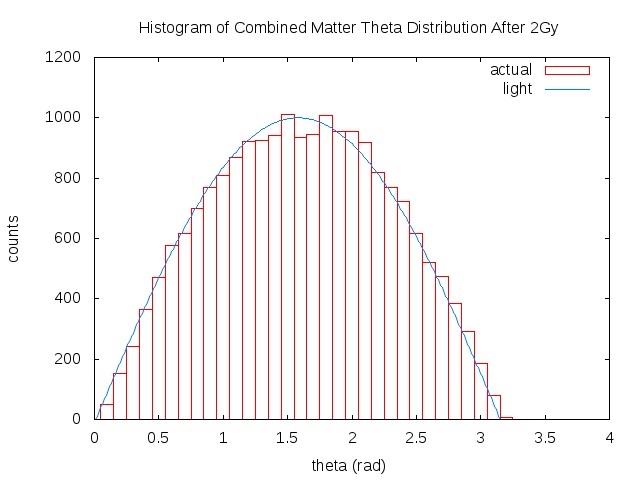 Histogram of Combined Matter Theta Distribution After 2Gy
1200
1000
800
600
400
200
0
counts
actual
light
0 0.5 1 1.5 2 2.5 3 3.5 4
theta (rad)